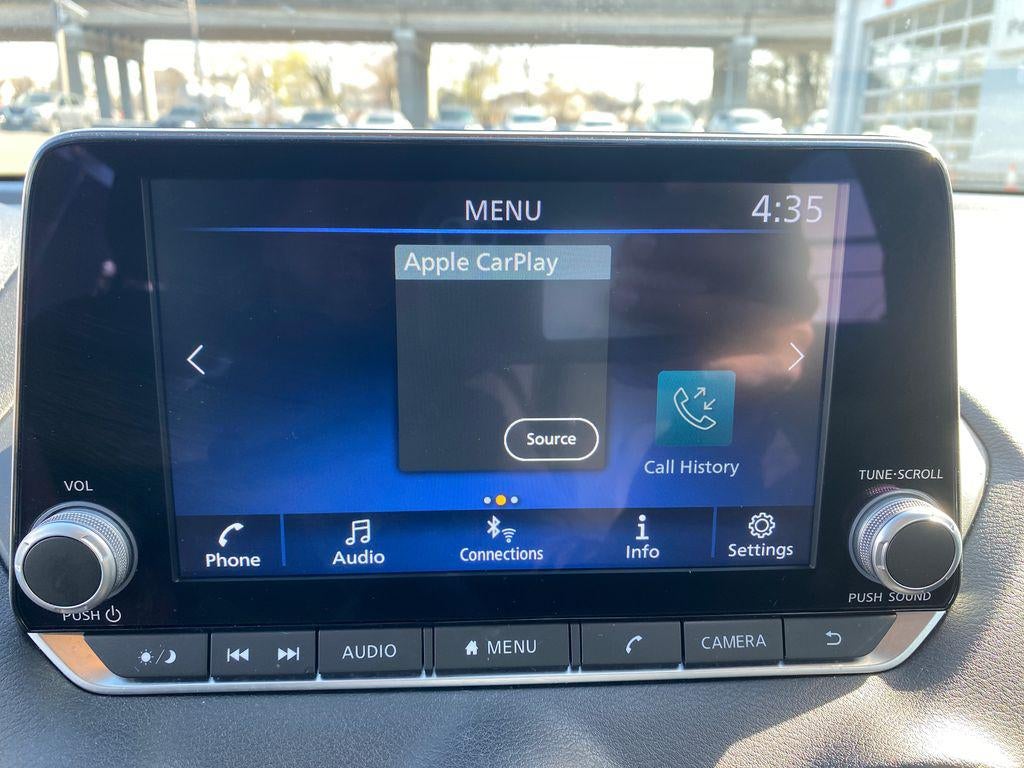 MENU
4:35
Apple CarPlay
Source
Call History
VOL
TUNE·SCROLL
Phone
Audio
Connections
Info
Settings
PUSH
PUSH SOUND
AUDIO
MENU
CAMERA